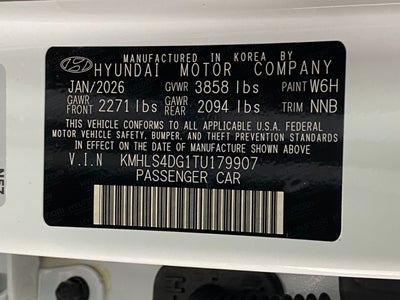 MANUFACTURED IN KOREA BY
HYUNDAI MOTOR COMPANY
JAN/2026 GVWR 3858 lbs PAINT W6H
GAWR FRONT 2271 lbs GAWR REAR 2094 lbs TRIM NNB
THIS VEHICLE CONFORMS TO ALL APPLICABLE U.S.A. FEDERAL
MOTOR VEHICLE SAFETY, BUMPER, AND THEFT PREVENTION STANDARDS
IN EFFECT ON THE DATE OF MANUFACTURE SHOWN ABOVE.
V.I.N KMHLS4DG1TU179907
PASSENGER CAR